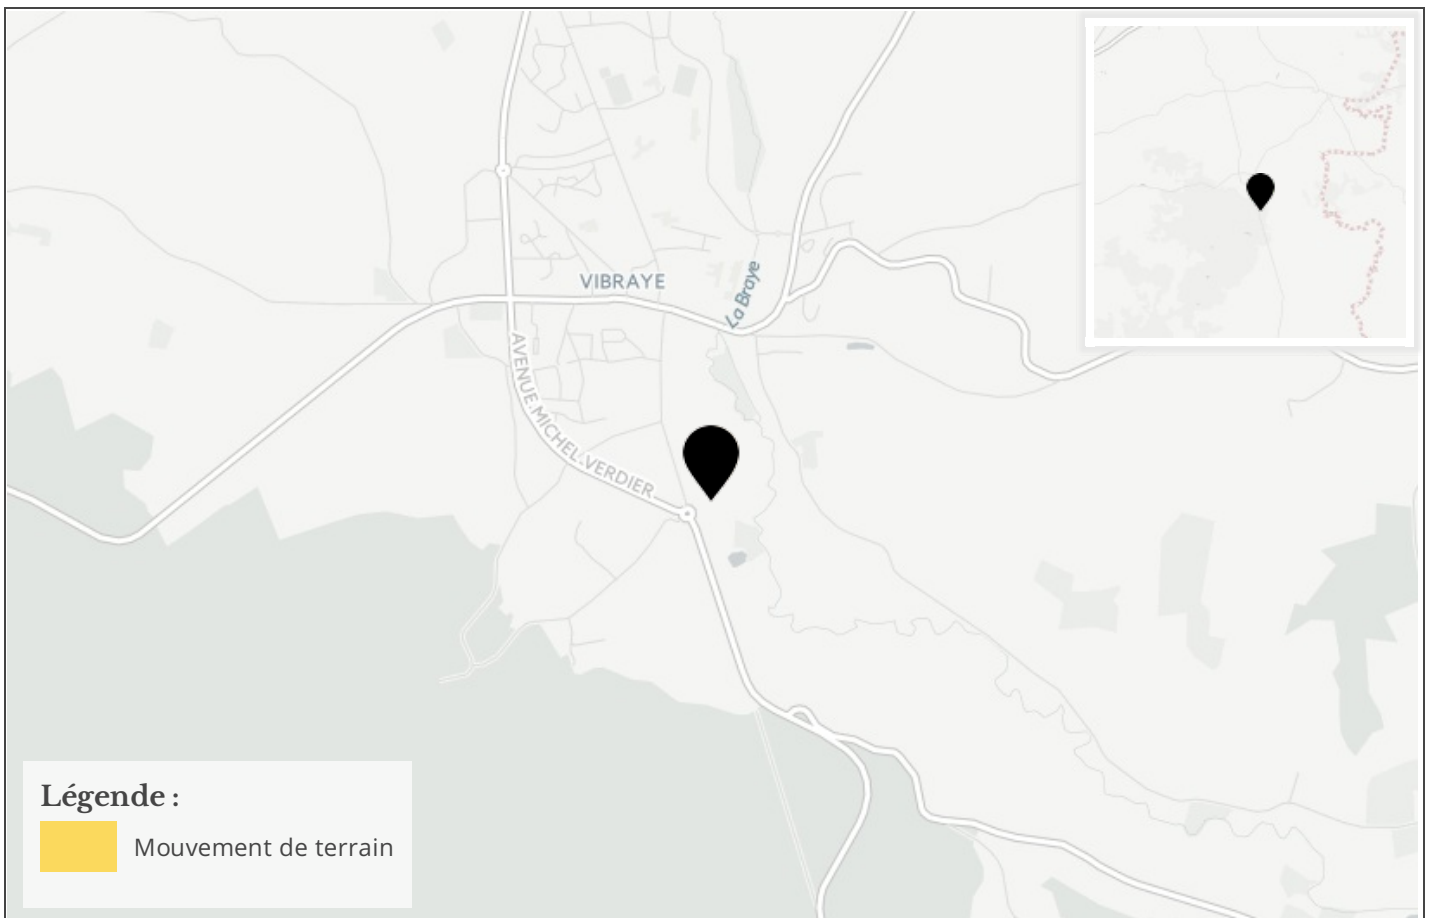 VIBRAYE
La Braye
AVENUE MICHEL VERDIER
Légende :
Mouvement de terrain